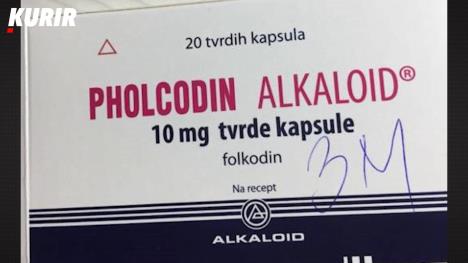 KURIR
20 tvrdih kapsula
PHOLCODIN ALKALOID®
10 mg tvrde kapsule
folkodin
3M
Na recept
ALKALOID